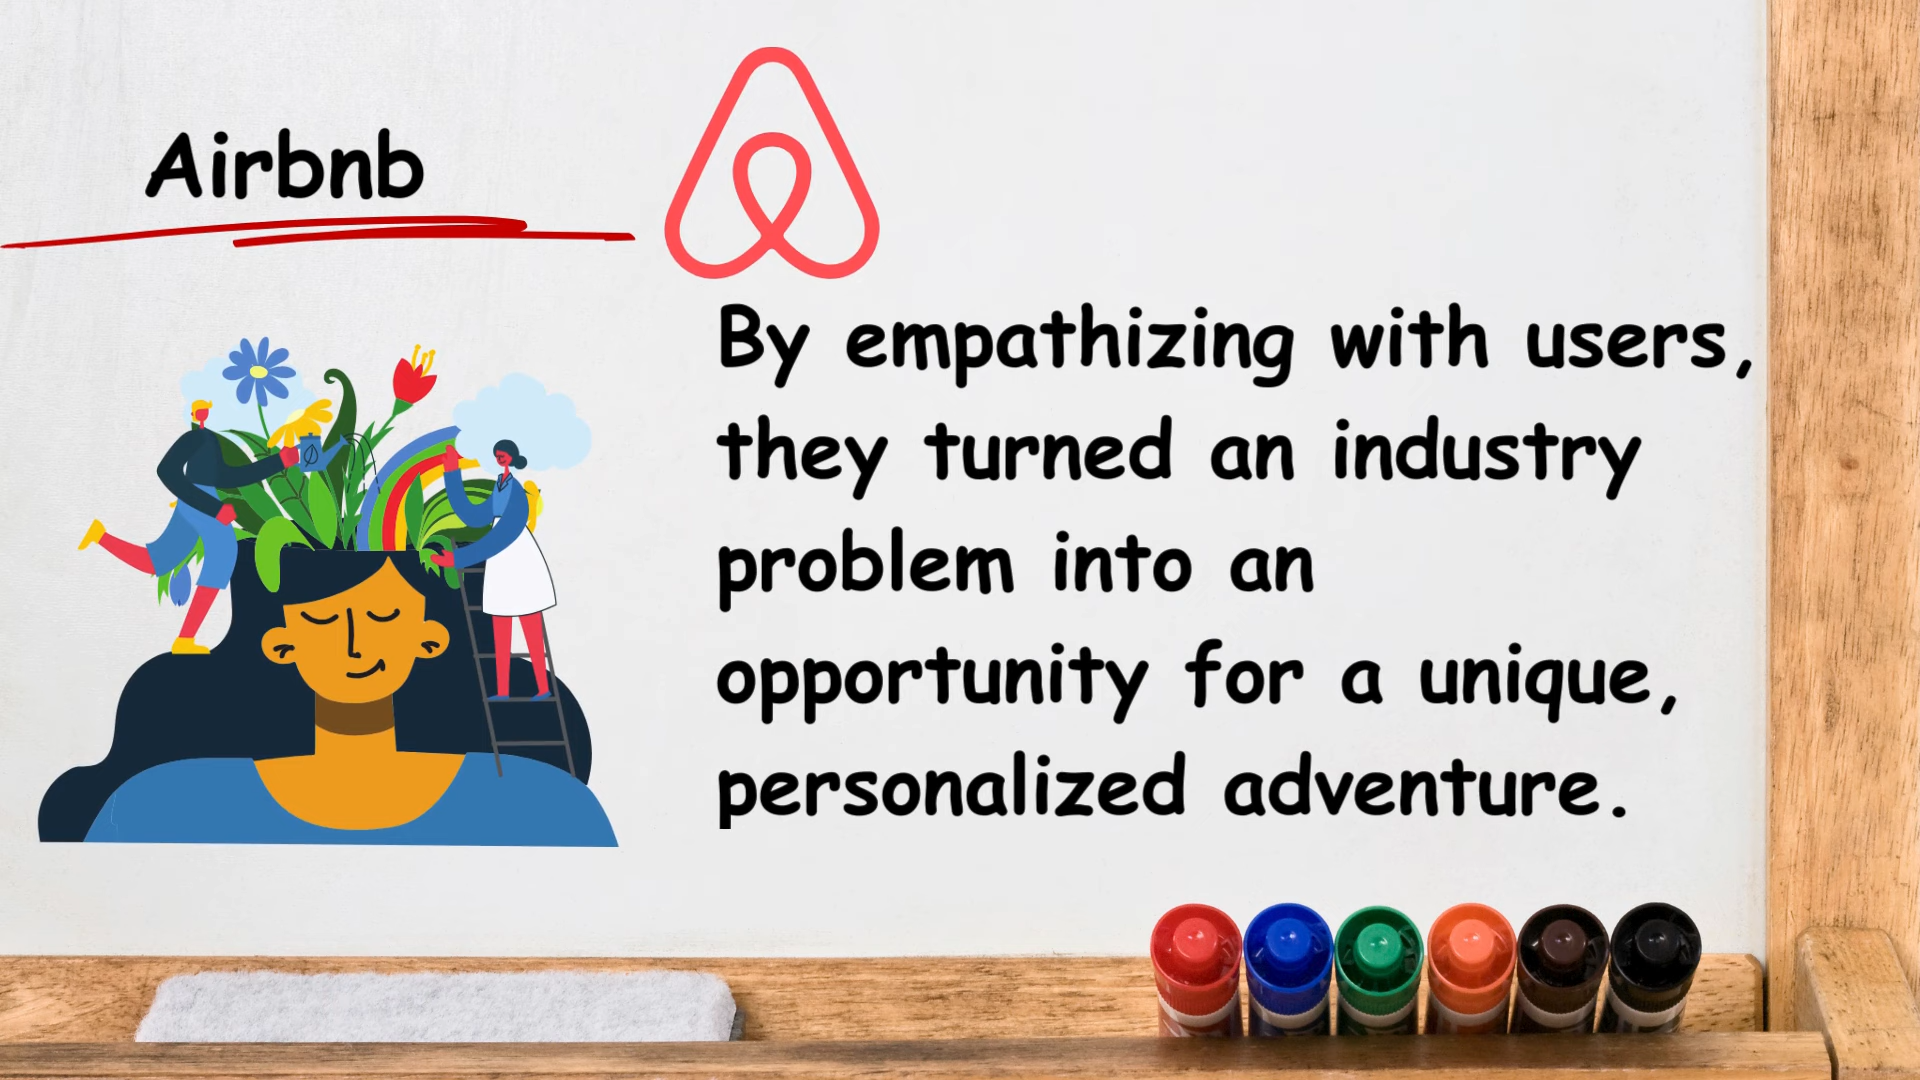 Airbnb
By empathizing with users,
they turned an industry
problem into an
opportunity for a unique,
personalized adventure.